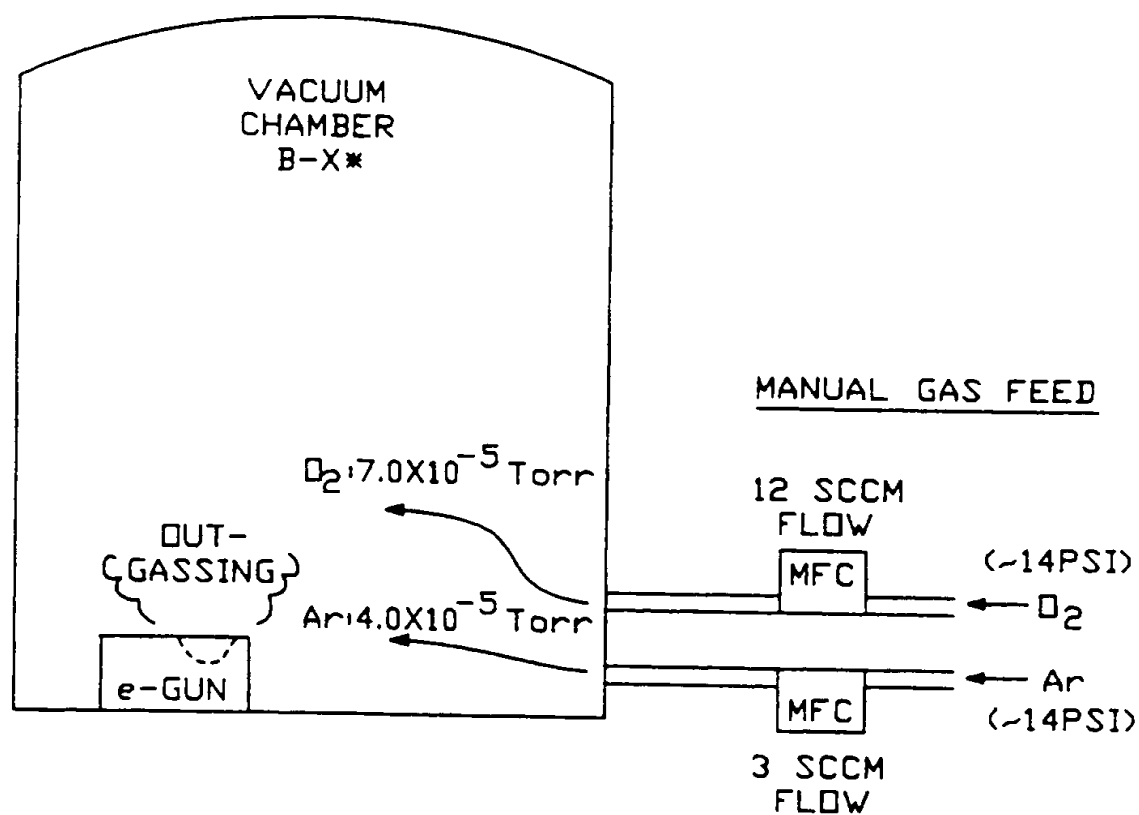 VACUUM
CHAMBER
B-X*
MANUAL GAS FEED
O2:7.0X10-5 Torr
12 SCCM
FLOW
OUT-
GASSING
MFC
(~14PSI)
O2
Ar:4.0X10-5 Torr
e-GUN
MFC
Ar
(~14PSI)
3 SCCM
FLOW